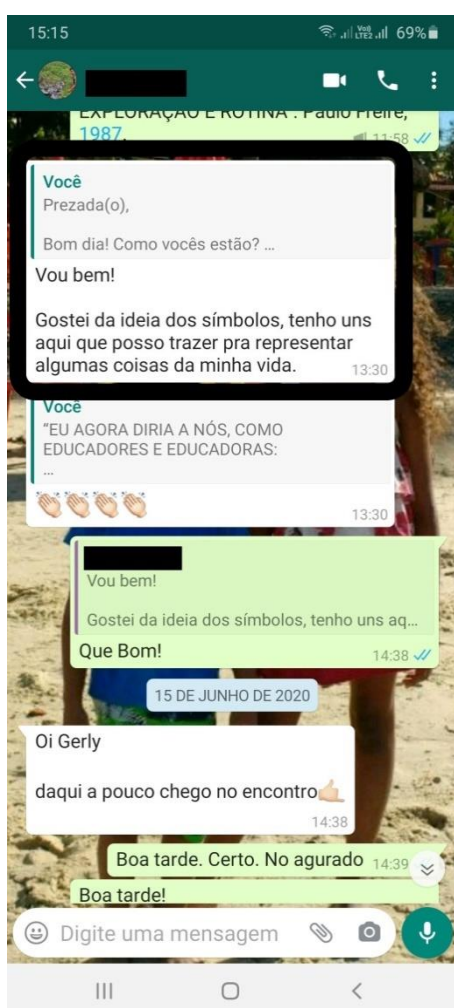 15:15
Vo)) LTE2 69%
EXPLORAÇÃO E ROTINA". Paulo Freire,
1987.
11:58
Você
Prezada(o),
Bom dia! Como vocês estão? ...
Vou bem!
Gostei da ideia dos símbolos, tenho uns
aqui que posso trazer pra representar
algumas coisas da minha vida.
13:30
Você
“EU AGORA DIRIA A NÓS, COMO
EDUCADORES E EDUCADORAS:
...
👏🏻👏🏻👏🏻👏🏻
13:30
Vou bem!
Gostei da ideia dos símbolos, tenho uns aq...
Que Bom!
14:38
15 DE JUNHO DE 2020
Oi Gerly
daqui a pouco chego no encontro🤙🏻
14:38
Boa tarde. Certo. No agurado 14:39
Boa tarde!
Digite uma mensagem